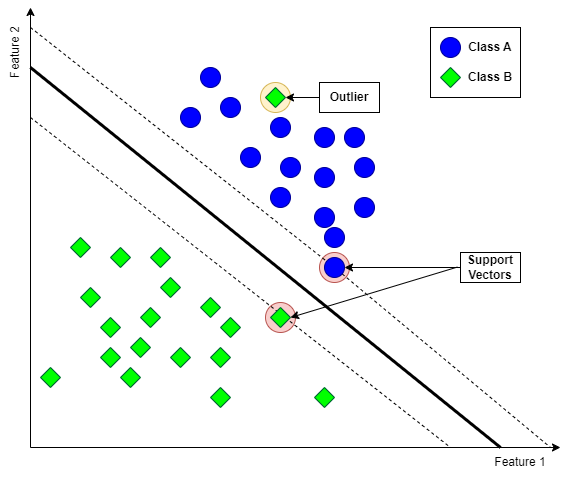 Feature 2
Class A
Class B
Outlier
Support
Vectors
Feature 1